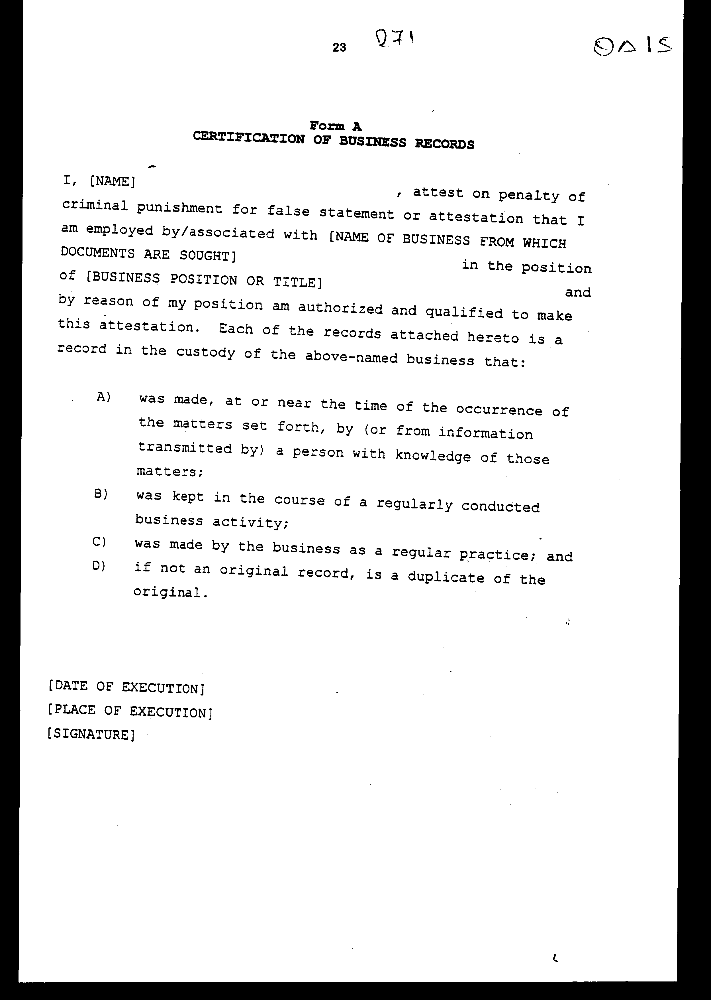 23 271
Form A
CERTIFICATION OF BUSINESS RECORDS
I, [NAME] , attest on penalty of
criminal punishment for false statement or attestation that I
am employed by/associated with [NAME OF BUSINESS FROM WHICH
DOCUMENTS ARE SOUGHT] in the position
of [BUSINESS POSITION OR TITLE] and
by reason of my position am authorized and qualified to make
this attestation. Each of the records attached hereto is a
record in the custody of the above-named business that:
A) was made, at or near the time of the occurrence of
the matters set forth, by (or from information
transmitted by) a person with knowledge of those
matters;
B) was kept in the course of a regularly conducted
business activity;
C) was made by the business as a regular practice; and
D) if not an original record, is a duplicate of the
original.
[DATE OF EXECUTION]
[PLACE OF EXECUTION]
[SIGNATURE]